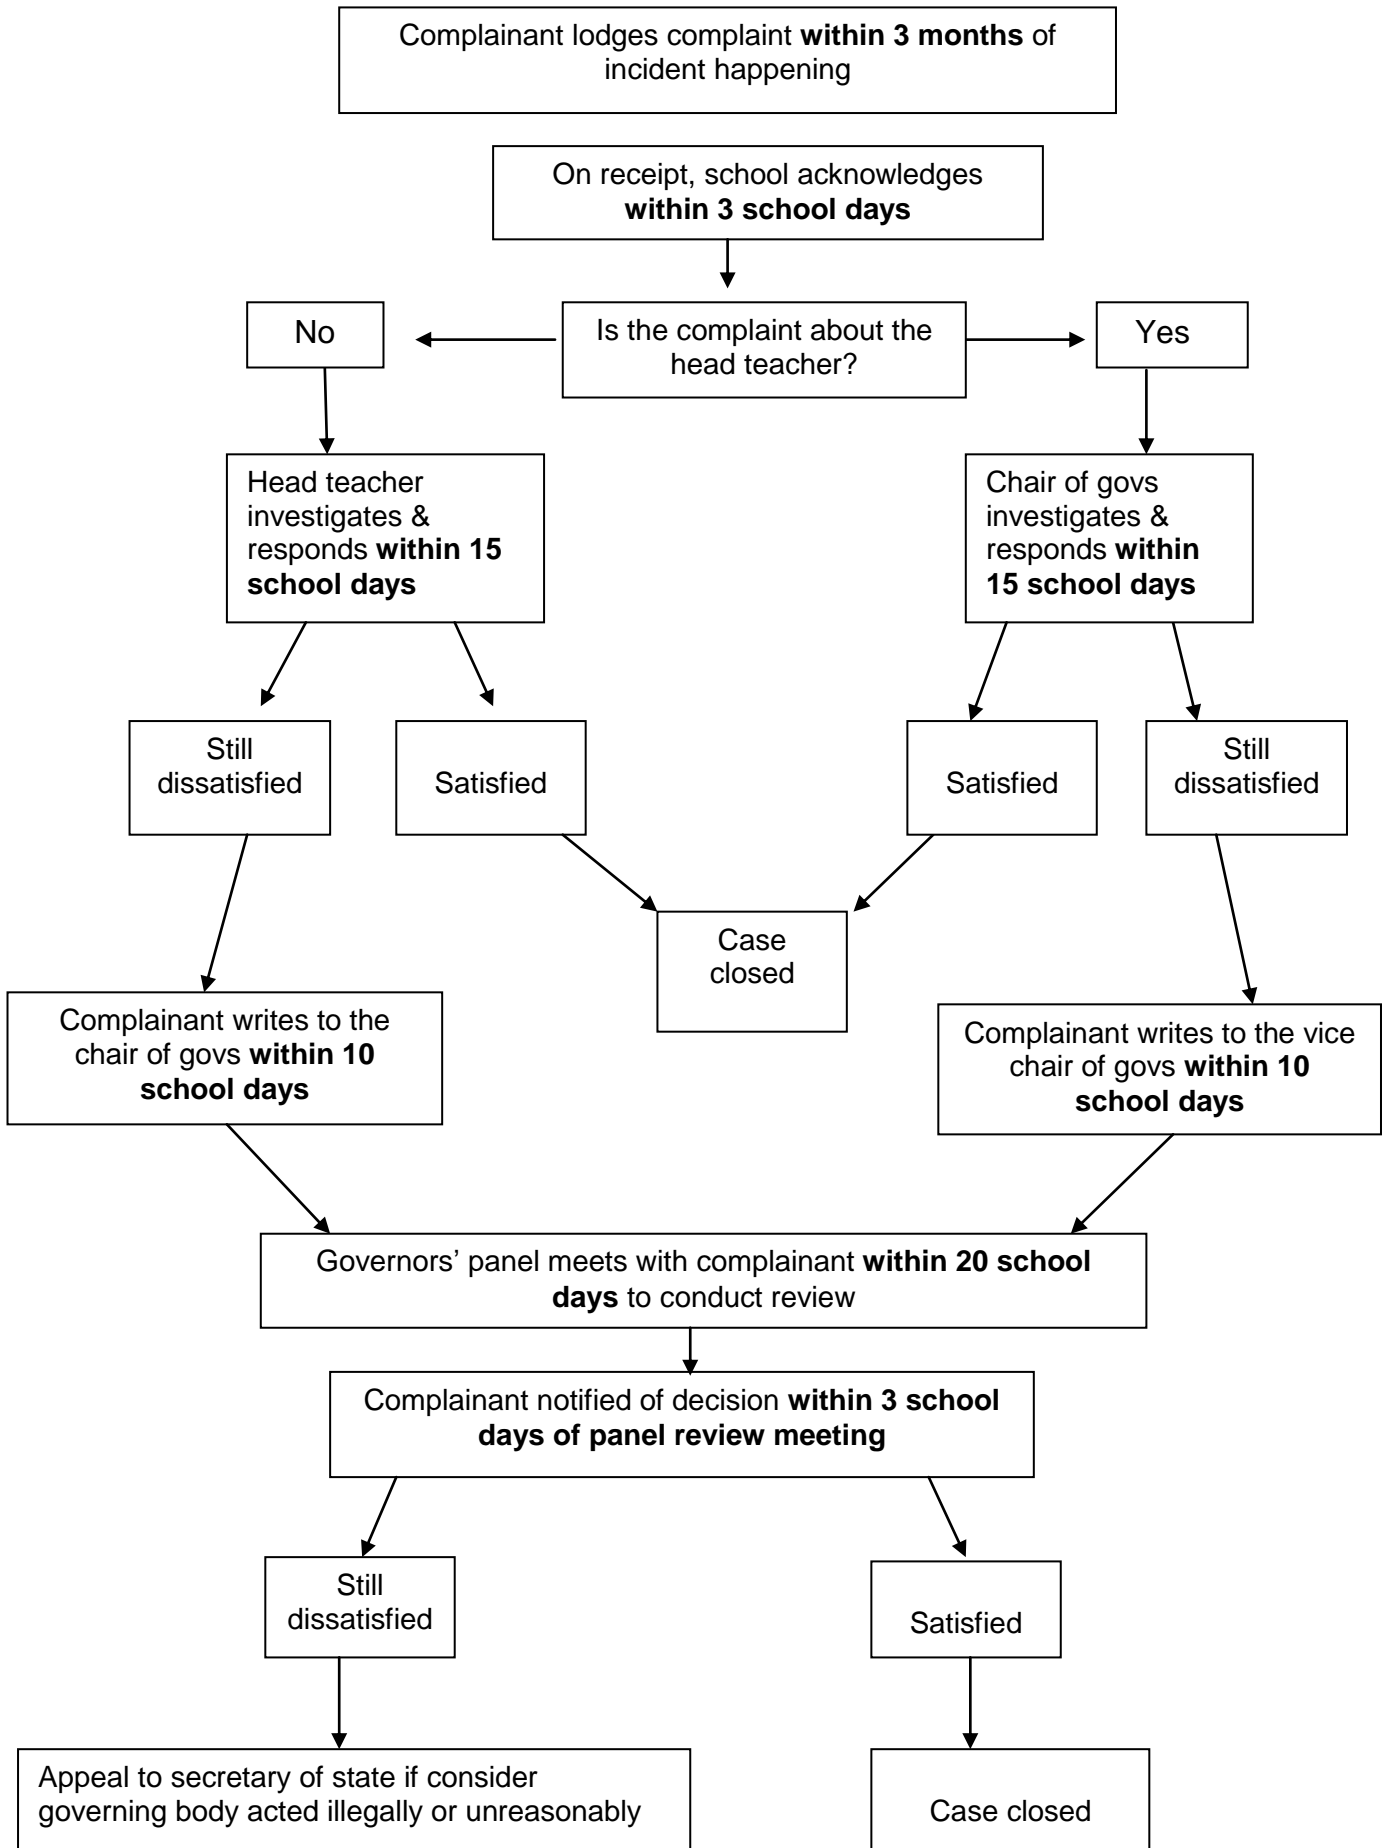 Complainant lodges complaint within 3 months of
incident happening
On receipt, school acknowledges
within 3 school days
No
Is the complaint about the
head teacher?
Yes
Head teacher
investigates &
responds within 15
school days
Chair of govs
investigates &
responds within
15 school days
Still
dissatisfied
Satisfied
Satisfied
Still
dissatisfied
Case
closed
Complainant writes to the
chair of govs within 10
school days
Complainant writes to the vice
chair of govs within 10
school days
Governors’ panel meets with complainant within 20 school
days to conduct review
Complainant notified of decision within 3 school
days of panel review meeting
Still
dissatisfied
Satisfied
Appeal to secretary of state if consider
governing body acted illegally or unreasonably
Case closed